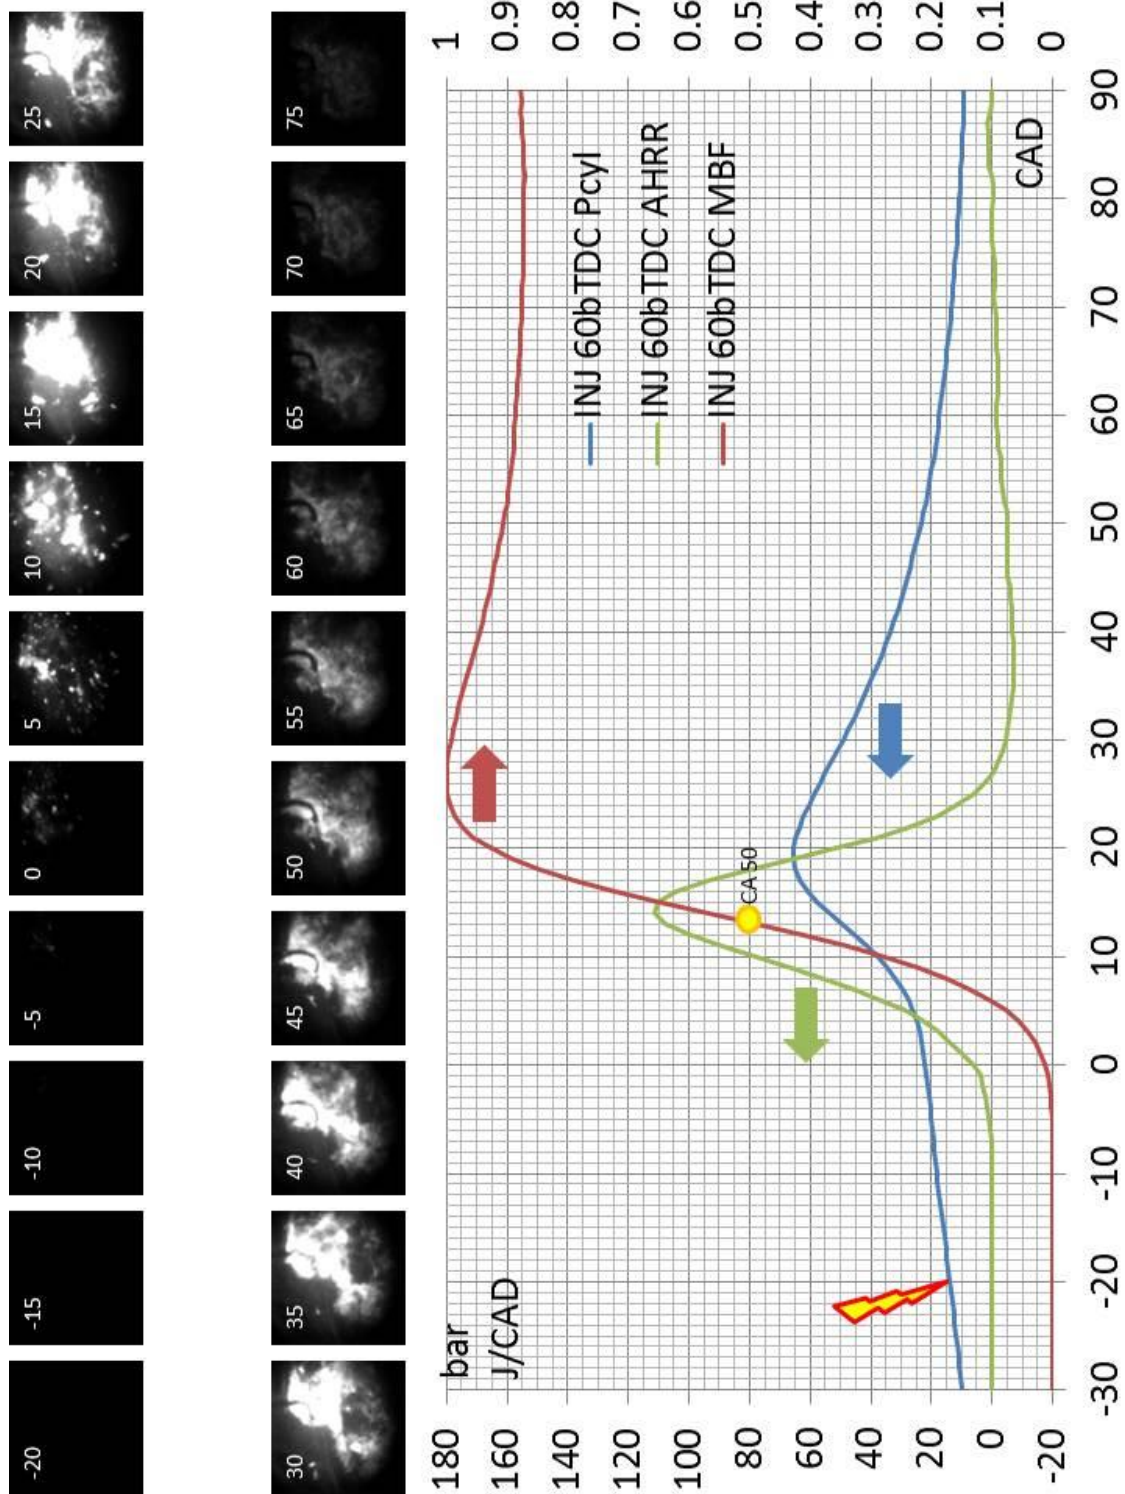 -20 -15 -10 -5 0 5 10 15 20 25
30 35 40 45 50 55 60 65 70 75
bar
J/CAD
180
160
140
120
100
80
60
40
20
0
-20
INJ 60bTDC Pcyl
INJ 60bTDC AHRR
INJ 60bTDC MBF
CA 50
CAD
1
0.9
0.8
0.7
0.6
0.5
0.4
0.3
0.2
0.1
0
-30 -20 -10 0 10 20 30 40 50 60 70 80 90